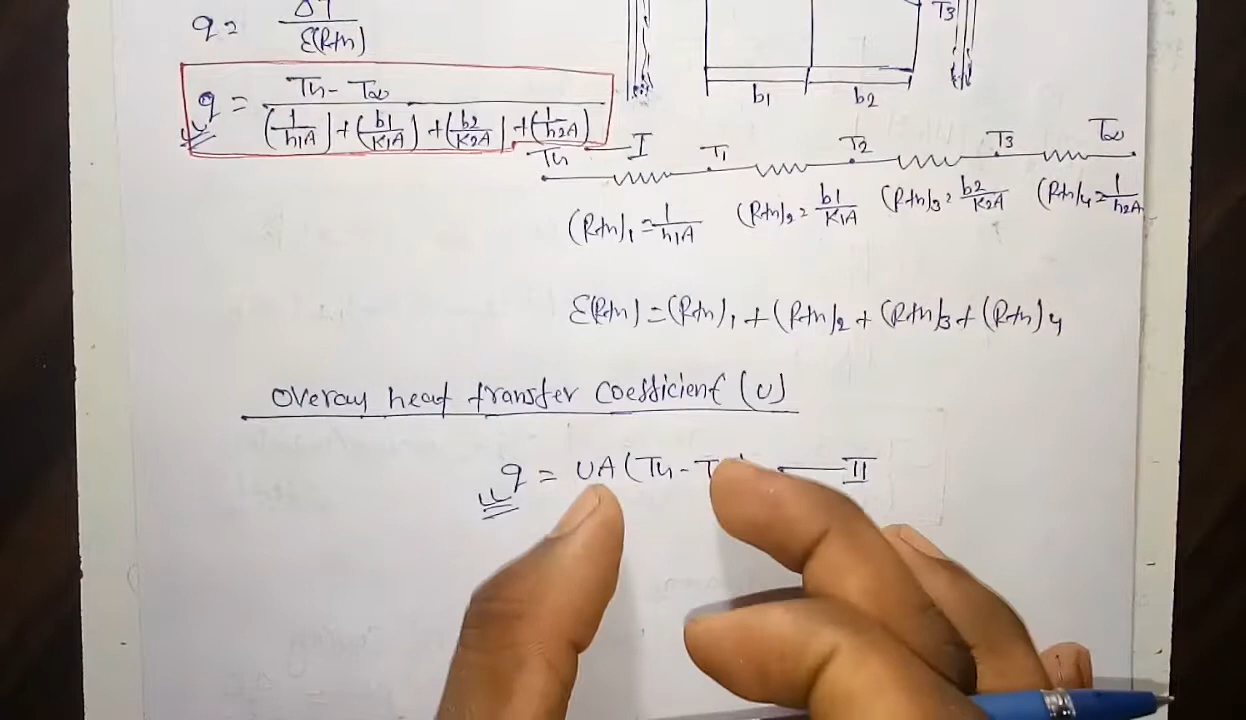 q = ΔT / Σ(Rth)
T3
q = Th - T∞ / (1/h1A) + (b1/K1A) + (b2/K2A) + (1/h2A)
I
b1 b2
Th T1 T2 T3 T∞
(Rth)1 = 1/h1A (Rth)2 = b1/K1A (Rth)3 = b2/K2A (Rth)4 = 1/h2A
Σ(Rth) = (Rth)1 + (Rth)2 + (Rth)3 + (Rth)4
overall heat transfer coefficient (U)
q = UA (Th - T II